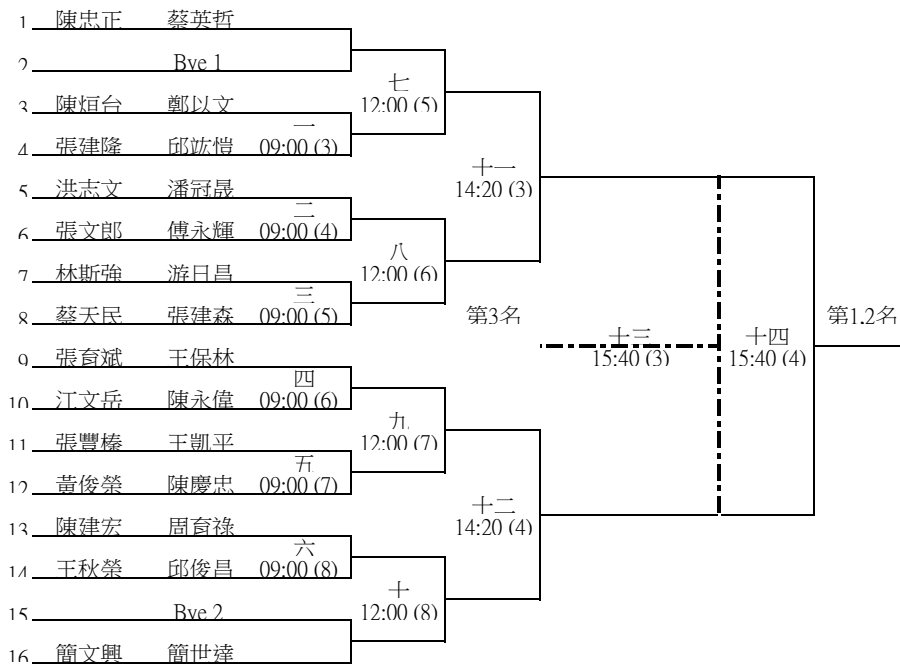 1 陳忠正 蔡英哲
2 Bye 1
七
12:00 (5)
3 陳烜台 鄭以文
一
4 張建隆 邱竑愷 09:00 (3)
十一
14:20 (3)
5 洪志文 潘冠晟
二
6 張文郎 傅永輝 09:00 (4)
八
12:00 (6)
7 林斯強 游日昌
三
8 蔡天民 張建森 09:00 (5)
第3名
第1,2名
十三
15:40 (3)
十四
15:40 (4)
9 張育斌 王保林
四
10 江文岳 陳永偉 09:00 (6)
九
12:00 (7)
11 張豐榛 王凱平
五
12 黃俊榮 陳慶忠 09:00 (7)
十二
14:20 (4)
13 陳建宏 周育祿
六
14 王秋榮 邱俊昌 09:00 (8)
十
12:00 (8)
15 Bye 2
16 簡文興 簡世達